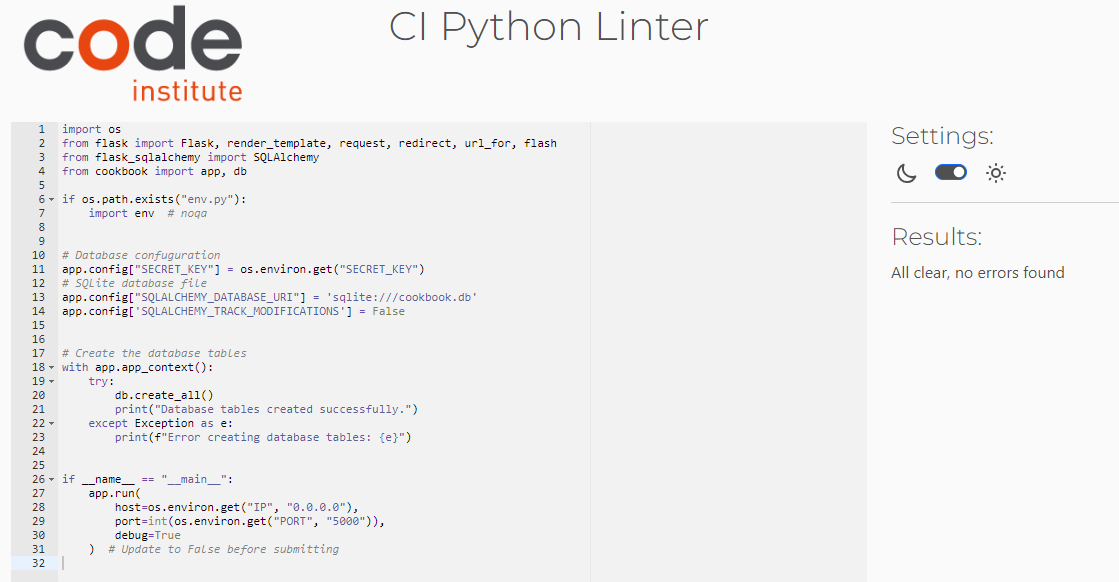 code
institute
CI Python Linter
1 import os
2 from flask import Flask, render_template, request, redirect, url_for, flash
3 from flask_sqlalchemy import SQLAlchemy
4 from cookbook import app, db
5
6 if os.path.exists("env.py"):
7     import env  # noqa
8
9
10 # Database confuguration
11 app.config["SECRET_KEY"] = os.environ.get("SECRET_KEY")
12 # SQLite database file
13 app.config["SQLALCHEMY_DATABASE_URI"] = 'sqlite:///cookbook.db'
14 app.config['SQLALCHEMY_TRACK_MODIFICATIONS'] = False
15
16
17 # Create the database tables
18 with app.app_context():
19     try:
20         db.create_all()
21         print("Database tables created successfully.")
22     except Exception as e:
23         print(f"Error creating database tables: {e}")
24
25
26 if __name__ == "__main__":
27     app.run(
28         host=os.environ.get("IP", "0.0.0.0"),
29         port=int(os.environ.get("PORT", "5000")),
30         debug=True
31     )  # Update to False before submitting
32
Settings:
Results:
All clear, no errors found